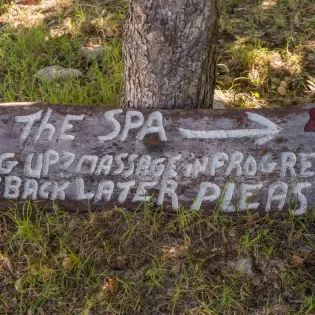 The SPA →
G UP? MASSAGE IN PROGRE
BACK LATER PLEAS